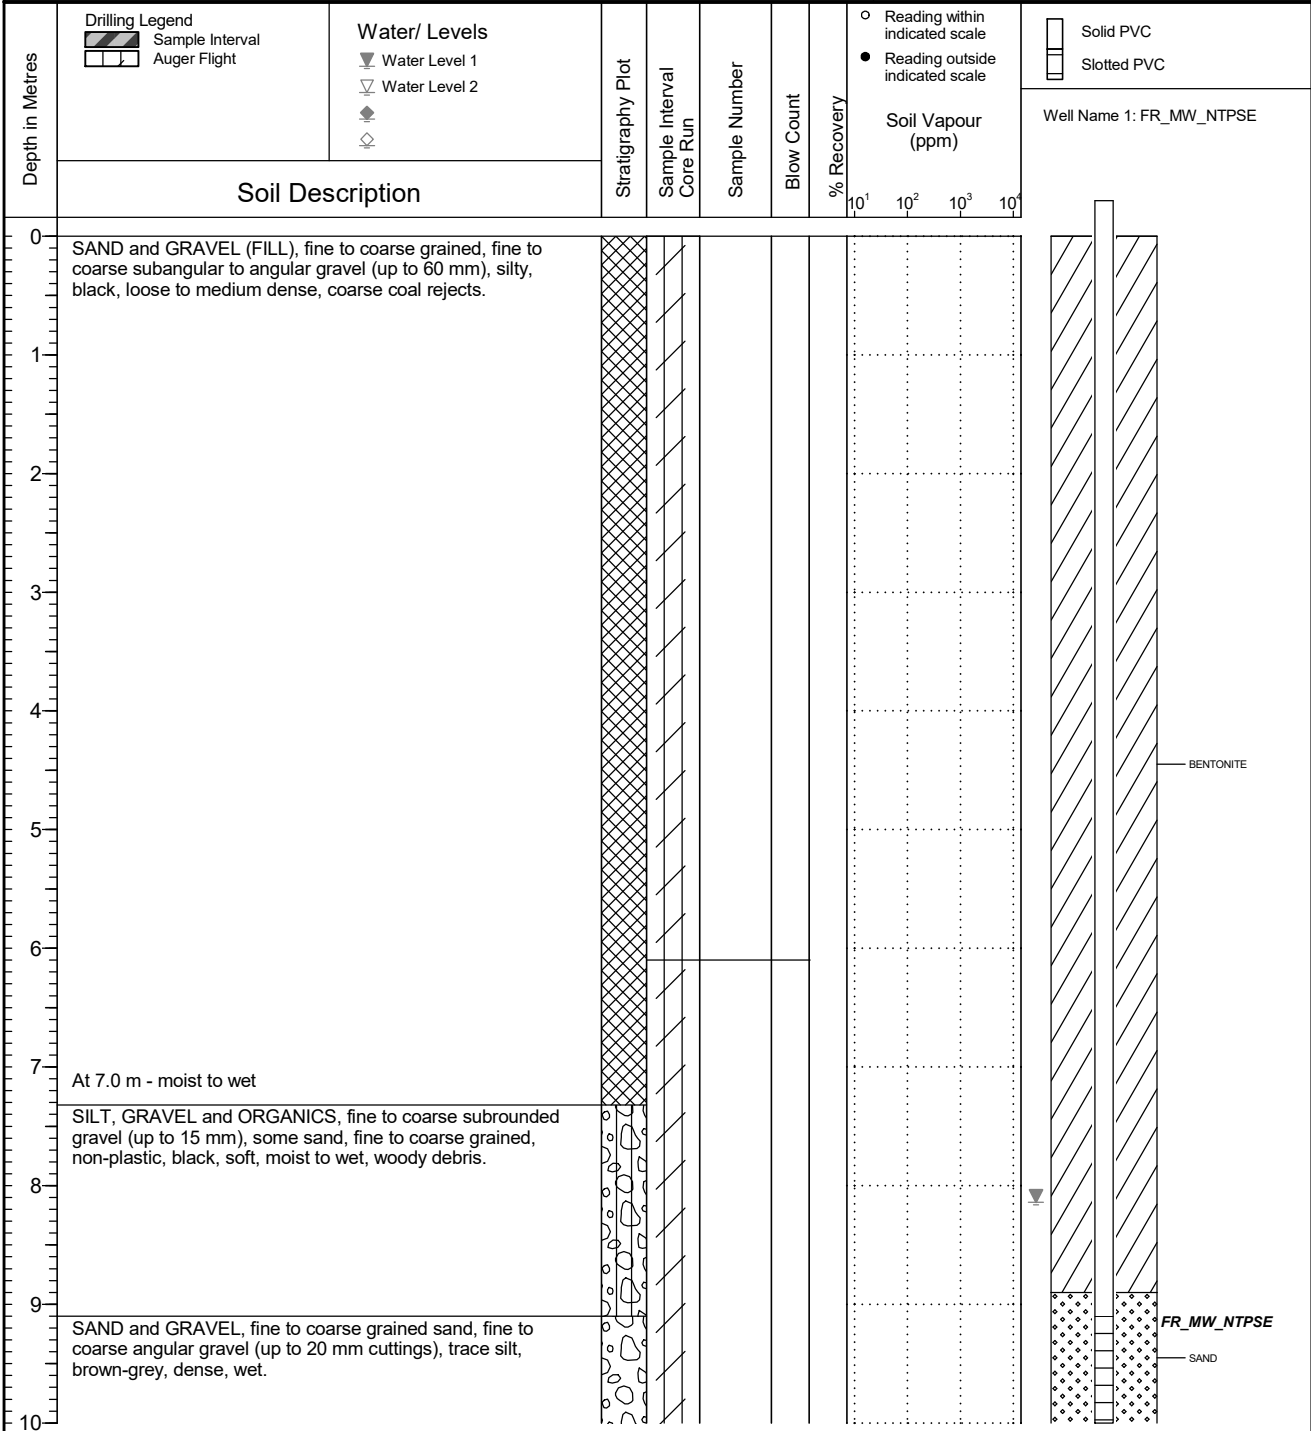 Drilling Legend
Sample Interval
Auger Flight
Water/ Levels
Water Level 1
Water Level 2
Depth in Metres
Soil Description
Stratigraphy Plot
Sample Interval
Core Run
Sample Number
Blow Count
% Recovery
Reading within
indicated scale
Reading outside
indicated scale
Soil Vapour
(ppm)
10¹ 10² 10³ 10⁴
Solid PVC
Slotted PVC
Well Name 1: FR_MW_NTPSE
0
SAND and GRAVEL (FILL), fine to coarse grained, fine to
coarse subangular to angular gravel (up to 60 mm), silty,
black, loose to medium dense, coarse coal rejects.
1
2
3
4
BENTONITE
5
6
7
At 7.0 m - moist to wet
SILT, GRAVEL and ORGANICS, fine to coarse subrounded
gravel (up to 15 mm), some sand, fine to coarse grained,
non-plastic, black, soft, moist to wet, woody debris.
8
9
SAND and GRAVEL, fine to coarse grained sand, fine to
coarse angular gravel (up to 20 mm cuttings), trace silt,
brown-grey, dense, wet.
FR_MW_NTPSE
SAND
10